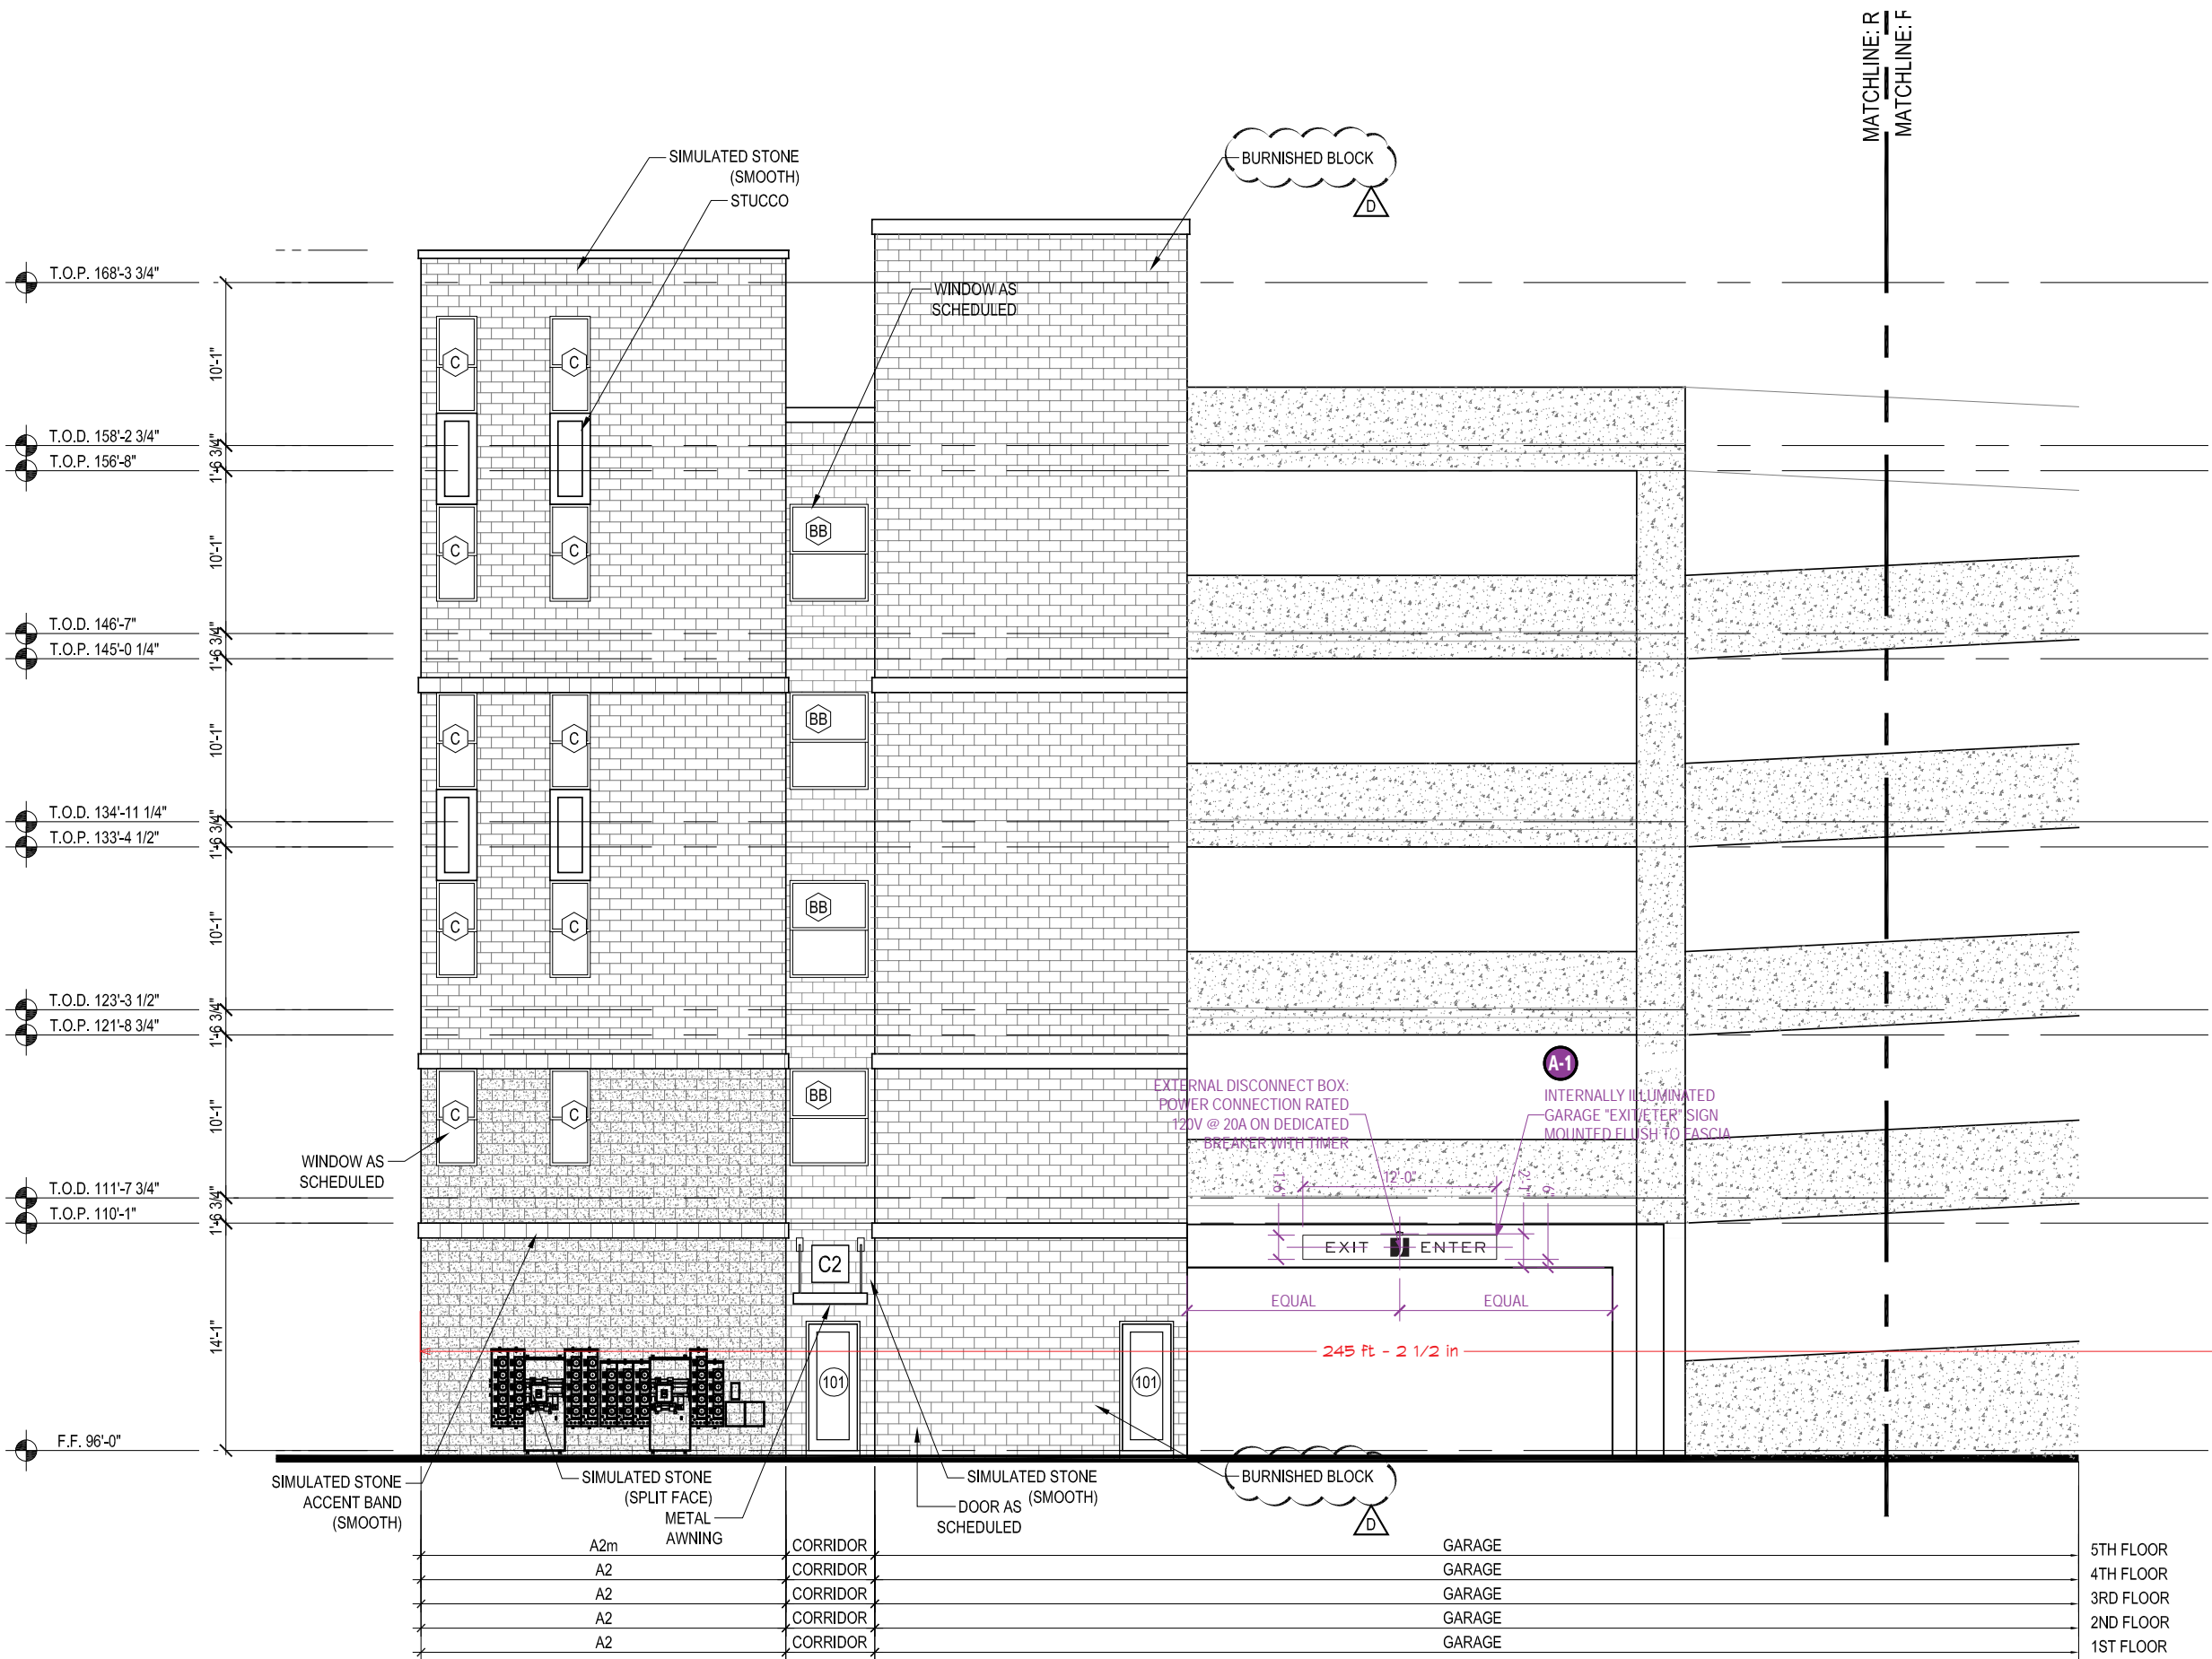 MATCHLINE: R
MATCHLINE: F
SIMULATED STONE
(SMOOTH)
STUCCO
BURNISHED BLOCK
D
WINDOW AS
SCHEDULED
T.O.P. 168'-3 3/4"
10'-1"
C
C
T.O.D. 158'-2 3/4"
1'-6 3/4"
T.O.P. 156'-8"
10'-1"
C
C
BB
T.O.D. 146'-7"
1'-6 3/4"
T.O.P. 145'-0 1/4"
10'-1"
C
C
BB
T.O.D. 134'-11 1/4"
1'-6 3/4"
T.O.P. 133'-4 1/2"
10'-1"
C
C
BB
T.O.D. 123'-3 1/2"
1'-6 3/4"
T.O.P. 121'-8 3/4"
10'-1"
C
C
BB
WINDOW AS
SCHEDULED
A-1
EXTERNAL DISCONNECT BOX:
POWER CONNECTION RATED
120V @ 20A ON DEDICATED
BREAKER WITH TIMER
INTERNALLY ILLUMINATED
GARAGE "EXIT/ETER" SIGN
MOUNTED FLUSH TO FASCIA
T.O.D. 111'-7 3/4"
1'-6 3/4"
T.O.P. 110'-1"
1'-6"
12'-0"
2'-1"
6"
EXIT
ENTER
C2
EQUAL
EQUAL
14'-1"
245 ft - 2 1/2 in
101
101
F.F. 96'-0"
SIMULATED STONE
ACCENT BAND
(SMOOTH)
SIMULATED STONE
(SPLIT FACE)
METAL
AWNING
SIMULATED STONE
(SMOOTH)
DOOR AS
SCHEDULED
BURNISHED BLOCK
D
A2m CORRIDOR GARAGE 5TH FLOOR
A2 CORRIDOR GARAGE 4TH FLOOR
A2 CORRIDOR GARAGE 3RD FLOOR
A2 CORRIDOR GARAGE 2ND FLOOR
A2 CORRIDOR GARAGE 1ST FLOOR